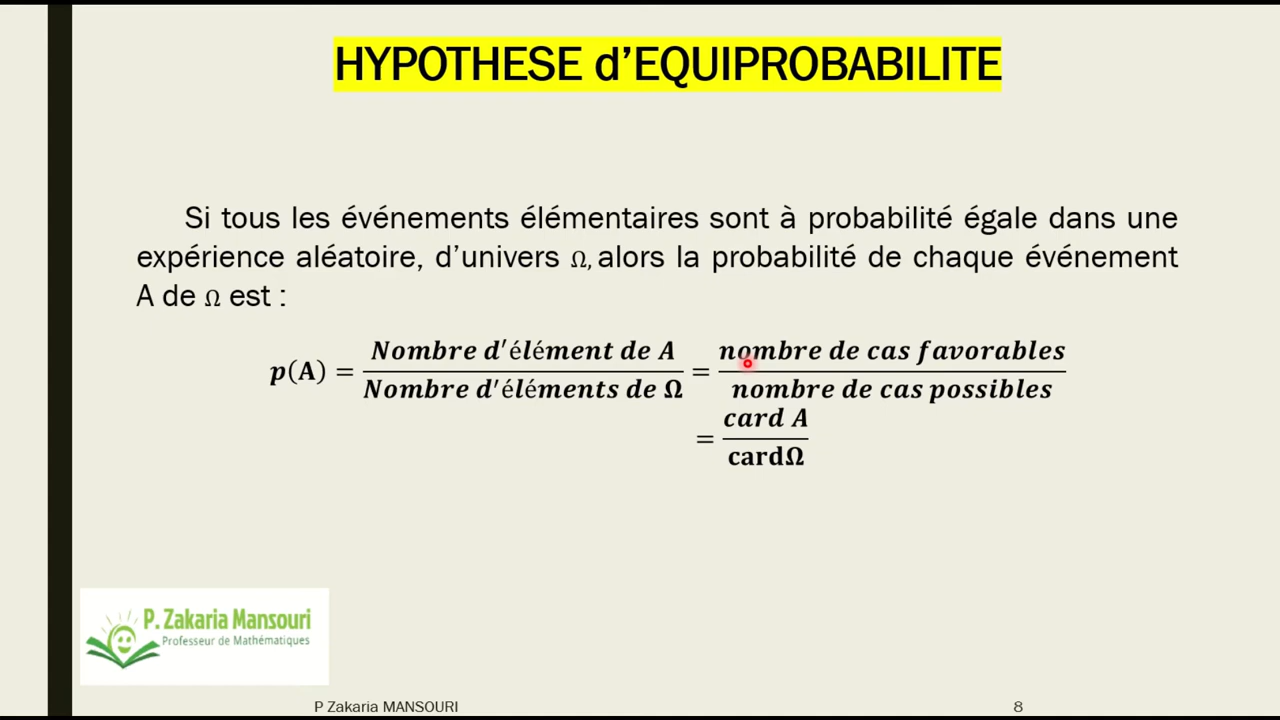 HYPOTHESE d’EQUIPROBABILITE
Si tous les événements élémentaires sont à probabilité égale dans une
expérience aléatoire, d’univers Ω, alors la probabilité de chaque événement
A de Ω est :
p(A) = Nombre d′élément de A / Nombre d′éléments de Ω = nombre de cas favorables / nombre de cas possibles
= card A / cardΩ
P. Zakaria Mansouri
Professeur de Mathématiques
P Zakaria MANSOURI 8